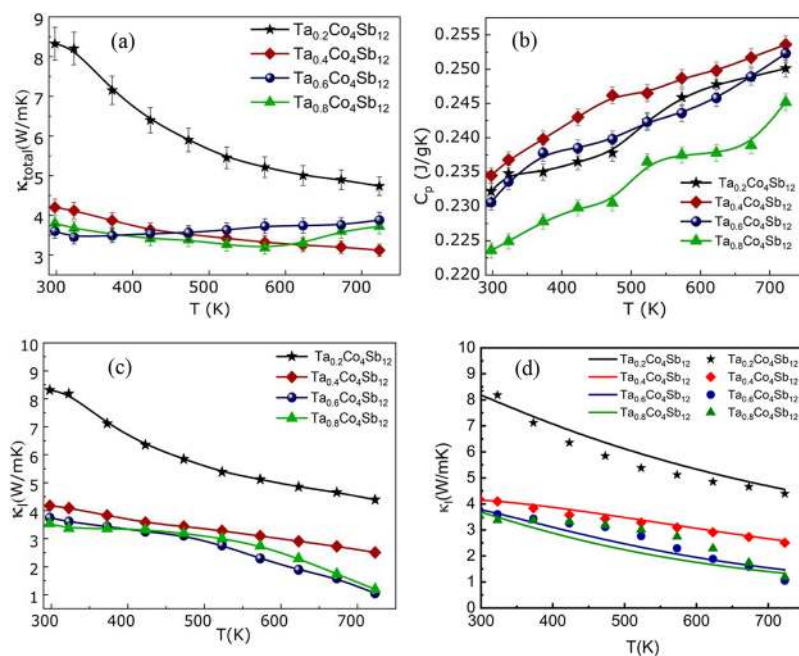 (a)
Ta₀.₂Co₄Sb₁₂
Ta₀.₄Co₄Sb₁₂
Ta₀.₆Co₄Sb₁₂
Ta₀.₈Co₄Sb₁₂
9
8
7
6
5
4
3
κtotal(W/mK)
300 400 500 600 700
T (K)
(b)
Ta₀.₂Co₄Sb₁₂
Ta₀.₄Co₄Sb₁₂
Ta₀.₆Co₄Sb₁₂
Ta₀.₈Co₄Sb₁₂
0.255
0.250
0.245
0.240
0.235
0.230
0.225
0.220
Cp (J/gK)
300 400 500 600 700
T (K)
(c)
Ta₀.₂Co₄Sb₁₂
Ta₀.₄Co₄Sb₁₂
Ta₀.₆Co₄Sb₁₂
Ta₀.₈Co₄Sb₁₂
10
9
8
7
6
5
4
3
2
1
κl(W/mK)
300 400 500 600 700
T(K)
(d)
Ta₀.₂Co₄Sb₁₂ Ta₀.₂Co₄Sb₁₂
Ta₀.₄Co₄Sb₁₂ Ta₀.₄Co₄Sb₁₂
Ta₀.₆Co₄Sb₁₂ Ta₀.₆Co₄Sb₁₂
Ta₀.₈Co₄Sb₁₂ Ta₀.₈Co₄Sb₁₂
10
9
8
7
6
5
4
3
2
1
0
κl(W/mK)
300 400 500 600 700
T(K)